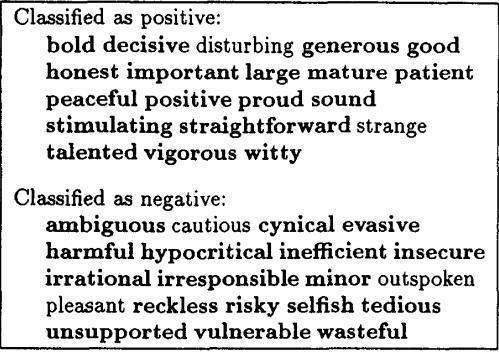 Classified as positive:
bold decisive disturbing generous good
honest important large mature patient
peaceful positive proud sound
stimulating straightforward strange
talented vigorous witty
Classified as negative:
ambiguous cautious cynical evasive
harmful hypocritical inefficient insecure
irrational irresponsible minor outspoken
pleasant reckless risky selfish tedious
unsupported vulnerable wasteful